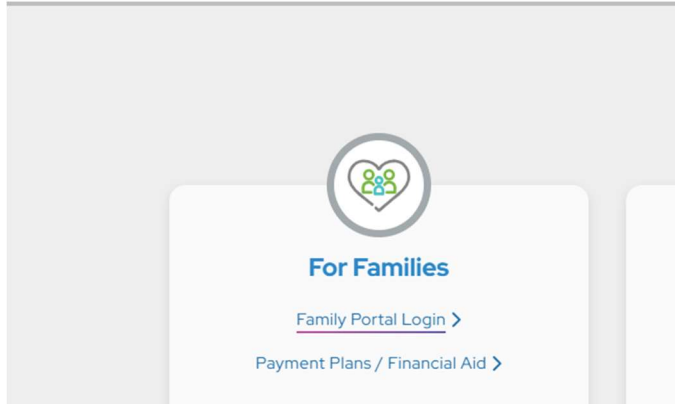 For Families
Family Portal Login
Payment Plans / Financial Aid